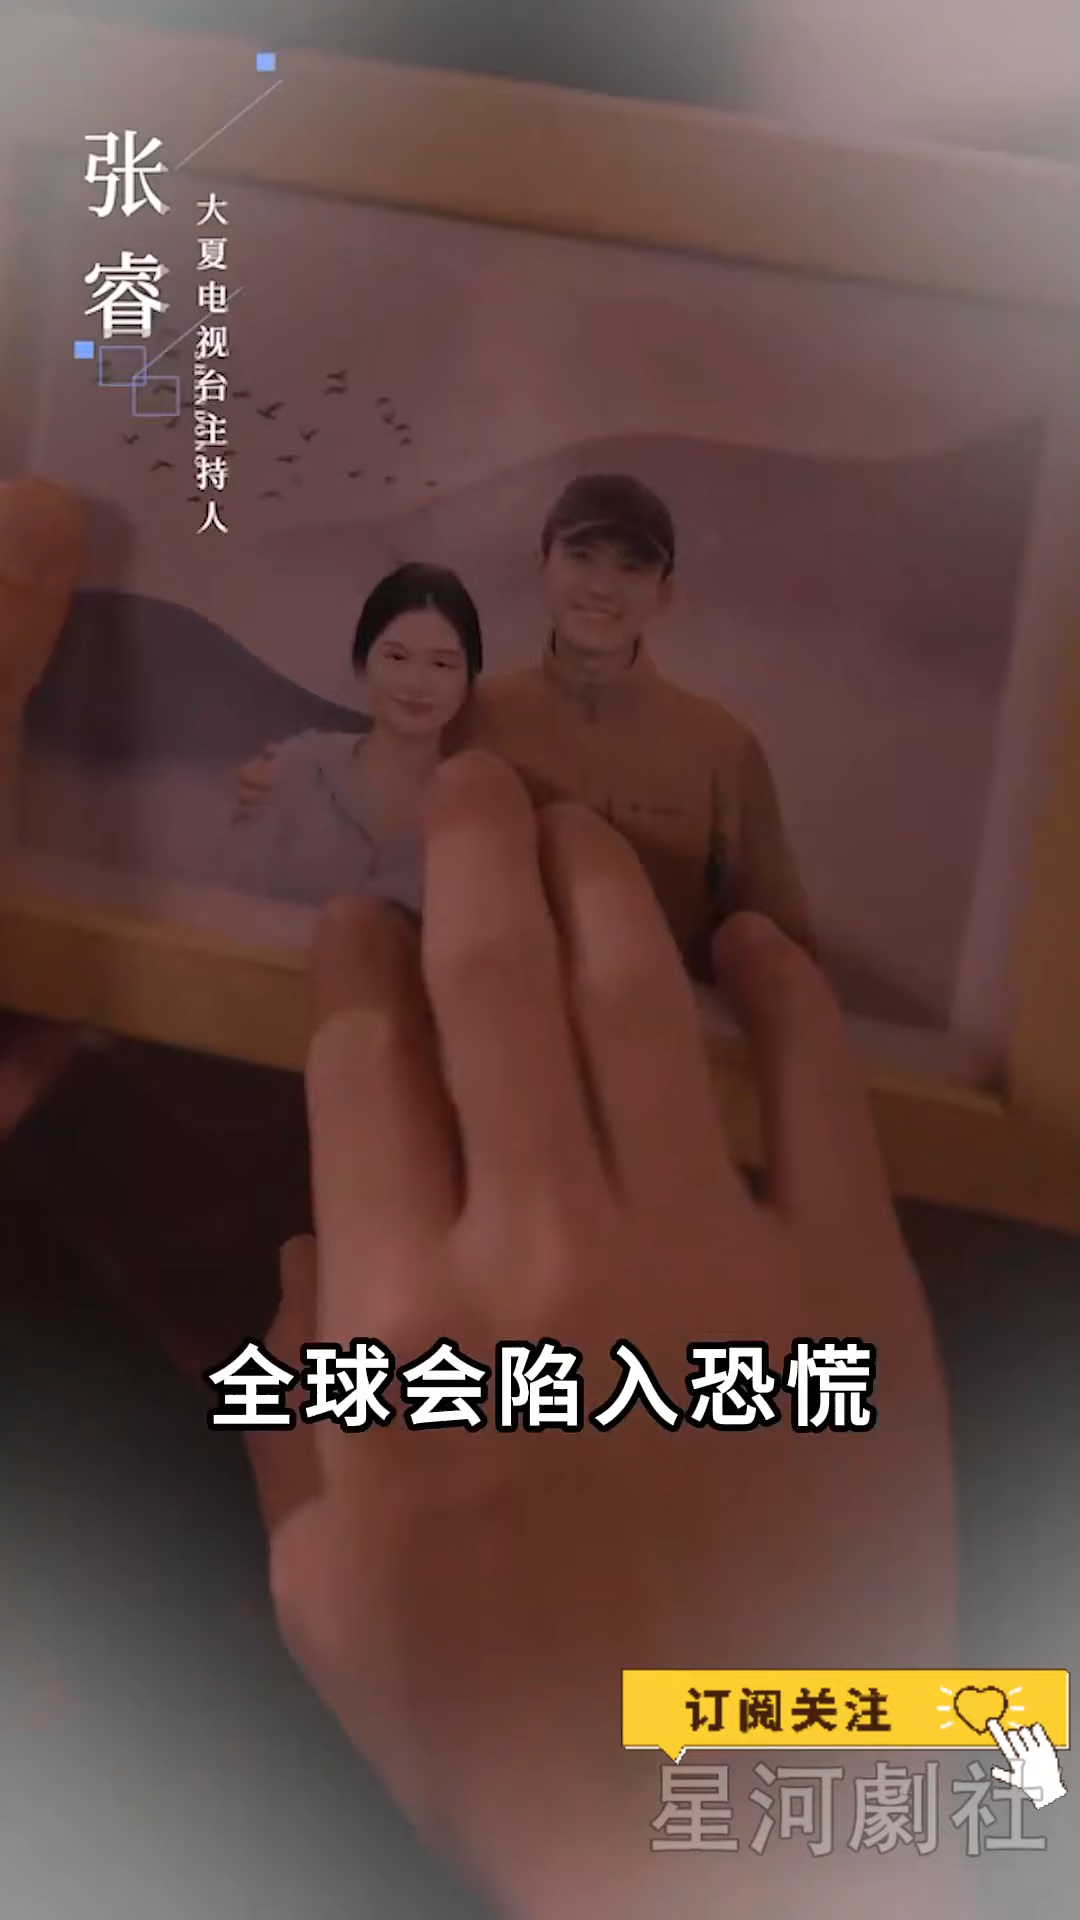 张睿
大夏电视台主持人
全球会陷入恐慌
订阅关注
星河劇社